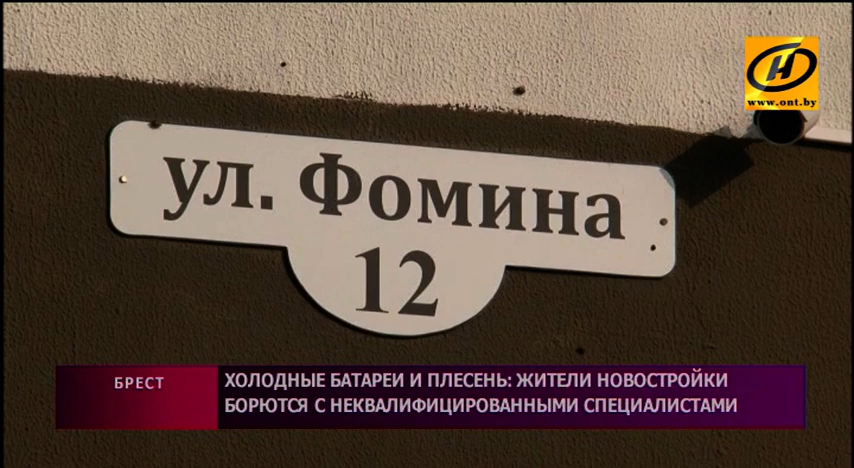 www.ont.by
ул. Фомина
12
БРЕСТ
ХОЛОДНЫЕ БАТАРЕИ И ПЛЕСЕНЬ: ЖИТЕЛИ НОВОСТРОЙКИ
БОРЮТСЯ С НЕКВАЛИФИЦИРОВАННЫМИ СПЕЦИАЛИСТАМИ